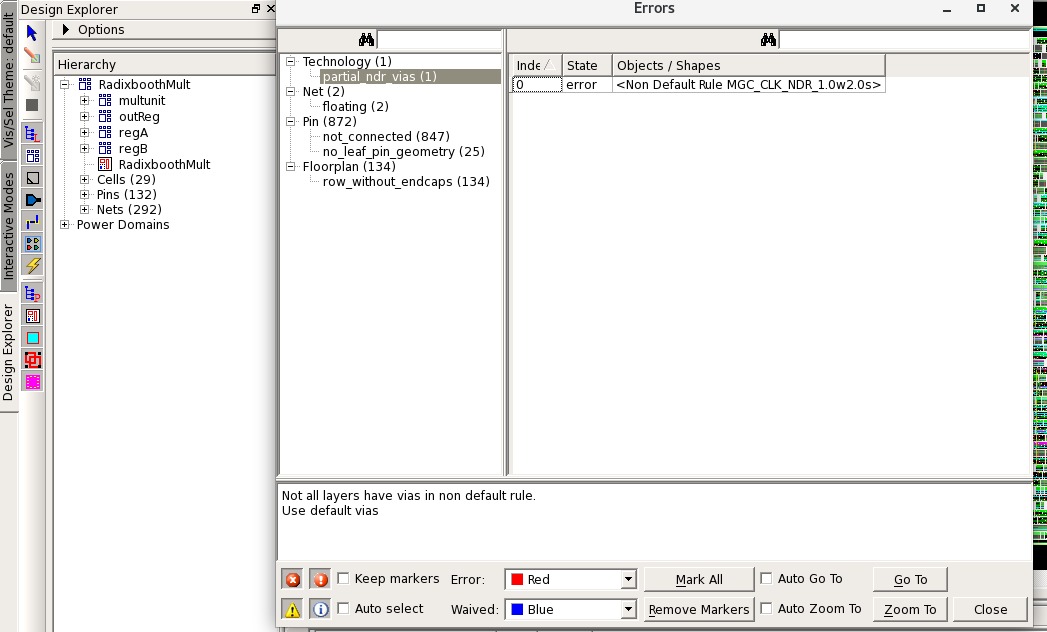 Vis/Sel Theme: default
Interactive Modes
Design Explorer
Design Explorer
Options
Hierarchy
RadixboothMult
multunit
outReg
regA
regB
RadixboothMult
Cells (29)
Pins (132)
Nets (292)
Power Domains
Errors
Technology (1)
partial_ndr_vias (1)
Net (2)
floating (2)
Pin (872)
not_connected (847)
no_leaf_pin_geometry (25)
Floorplan (134)
row_without_endcaps (134)
Inde State Objects / Shapes
0 error <Non Default Rule MGC_CLK_NDR_1.0w2.0s>
Not all layers have vias in non default rule.
Use default vias
Keep markers Error: Red Mark All Auto Go To Go To
Auto select Waived: Blue Remove Markers Auto Zoom To Zoom To Close